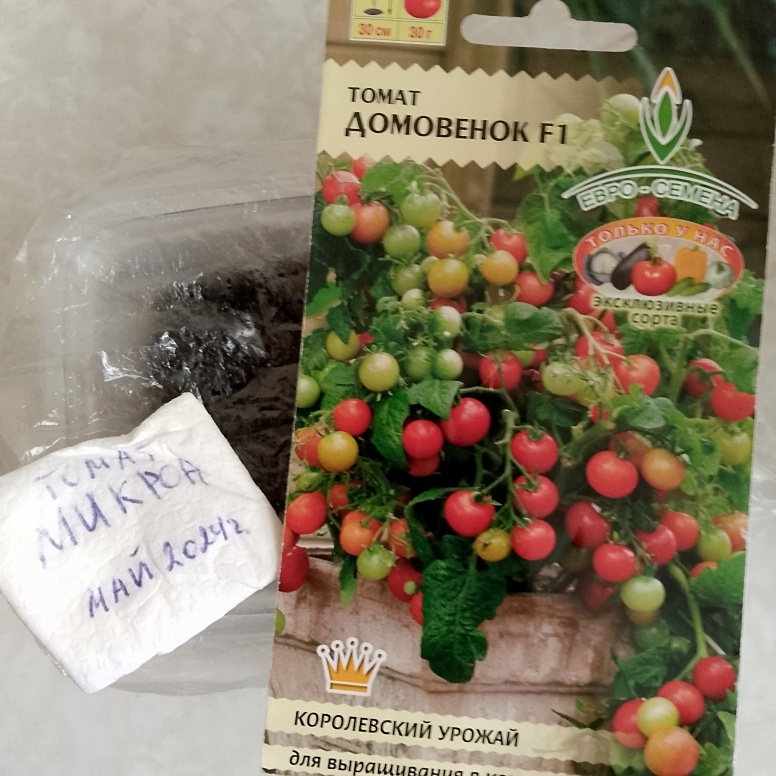 30 см 30 г
ТОМАТ
ДОМОВЕНОК F1
ЕВРО-СЕМЕНА
ТОЛЬКО У НАС
эксклюзивные
сорта
ТОМАТ
МИКРОН
МАЙ 2024г.
КОРОЛЕВСКИЙ УРОЖАЙ
для выращивания в